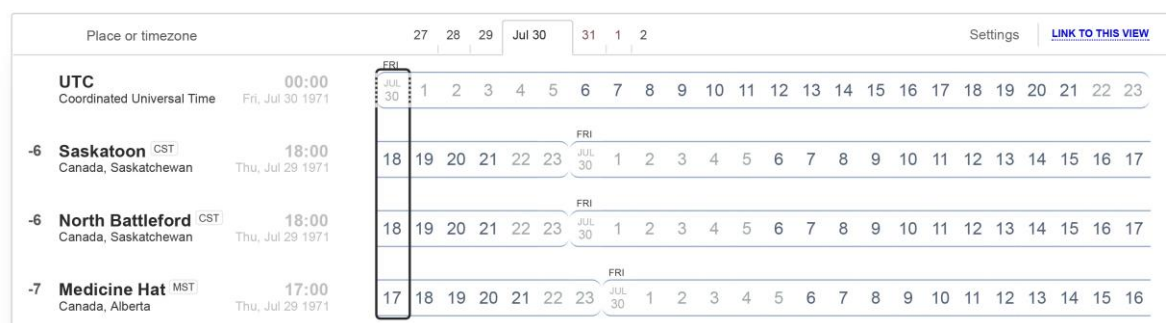 Place or timezone 27 28 29 Jul 30 31 1 2 Settings LINK TO THIS VIEW
FRI
UTC 00:00 JUL 30 1 2 3 4 5 6 7 8 9 10 11 12 13 14 15 16 17 18 19 20 21 22 23
Coordinated Universal Time Fri, Jul 30 1971
FRI
-6 Saskatoon CST 18:00 18 19 20 21 22 23 JUL 30 1 2 3 4 5 6 7 8 9 10 11 12 13 14 15 16 17
Canada, Saskatchewan Thu, Jul 29 1971
FRI
-6 North Battleford CST 18:00 18 19 20 21 22 23 JUL 30 1 2 3 4 5 6 7 8 9 10 11 12 13 14 15 16 17
Canada, Saskatchewan Thu, Jul 29 1971
FRI
-7 Medicine Hat MST 17:00 17 18 19 20 21 22 23 JUL 30 1 2 3 4 5 6 7 8 9 10 11 12 13 14 15 16
Canada, Alberta Thu, Jul 29 1971